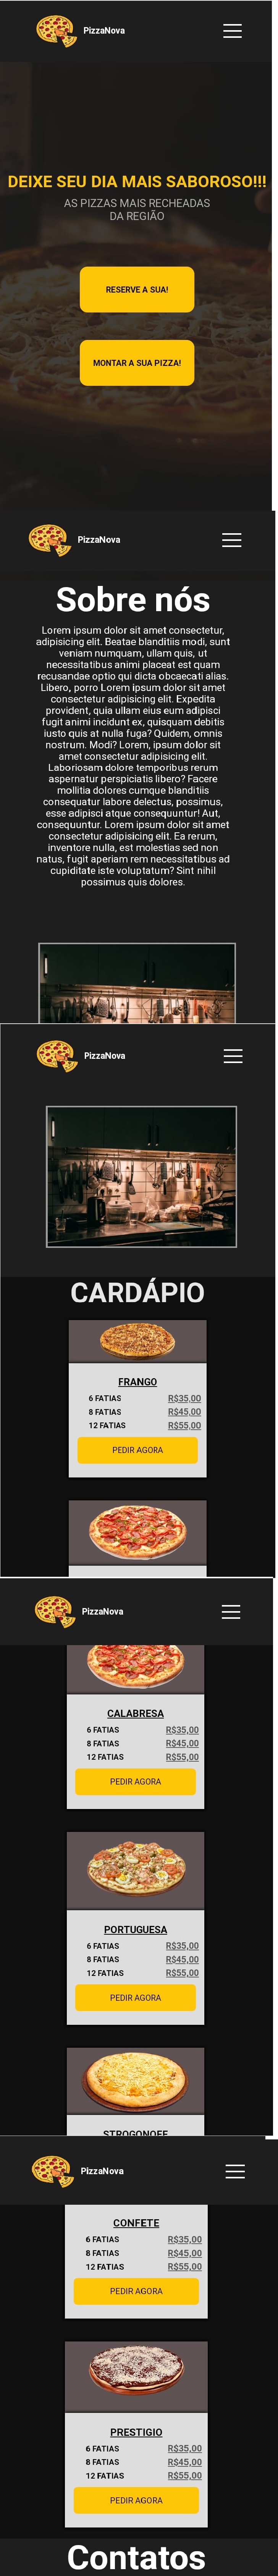 PizzaNova
DEIXE SEU DIA MAIS SABOROSO!!!
AS PIZZAS MAIS RECHEADAS
DA REGIÃO
RESERVE A SUA!
MONTAR A SUA PIZZA!
PizzaNova
Sobre nós
Lorem ipsum dolor sit amet consectetur,
adipisicing elit. Beatae blanditiis modi, sunt
veniam numquam, ullam quis, ut
necessitatibus animi placeat est quam
recusandae optio qui dicta obcaecati alias.
Libero, porro Lorem ipsum dolor sit amet
consectetur adipisicing elit. Expedita
provident, quia ullam eius eum adipisci
fugit animi incidunt ex, quisquam debitis
iusto quis at nulla fuga? Quidem, omnis
nostrum. Modi? Lorem, ipsum dolor sit
amet consectetur adipisicing elit.
Laboriosam dolore temporibus rerum
aspernatur perspiciatis libero? Facere
mollitia dolores cumque blanditiis
consequatur labore delectus, possimus,
esse adipisci atque consequuntur! Aut,
consequuntur. Lorem ipsum dolor sit amet
consectetur adipisicing elit. Ea rerum,
inventore nulla, est molestias sed non
natus, fugit aperiam rem necessitatibus ad
cupiditate iste voluptatum? Sint nihil
possimus quis dolores.
PizzaNova
CARDÁPIO
FRANGO
6 FATIAS R$35,00
8 FATIAS R$45,00
12 FATIAS R$55,00
PEDIR AGORA
PizzaNova
CALABRESA
6 FATIAS R$35,00
8 FATIAS R$45,00
12 FATIAS R$55,00
PEDIR AGORA
PORTUGUESA
6 FATIAS R$35,00
8 FATIAS R$45,00
12 FATIAS R$55,00
PEDIR AGORA
STROGONOFF
PizzaNova
CONFETE
6 FATIAS R$35,00
8 FATIAS R$45,00
12 FATIAS R$55,00
PEDIR AGORA
PRESTIGIO
6 FATIAS R$35,00
8 FATIAS R$45,00
12 FATIAS R$55,00
PEDIR AGORA
Contatos